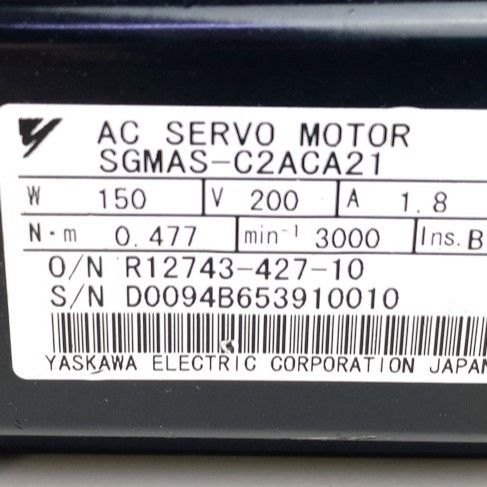 AC SERVO MOTOR
SGMAS-C2ACA21
W 150 V 200 A 1.8
N·m 0.477 min⁻¹ 3000 Ins. B
O/N R12743-427-10
S/N D0094B653910010
YASKAWA ELECTRIC CORPORATION JAPAN